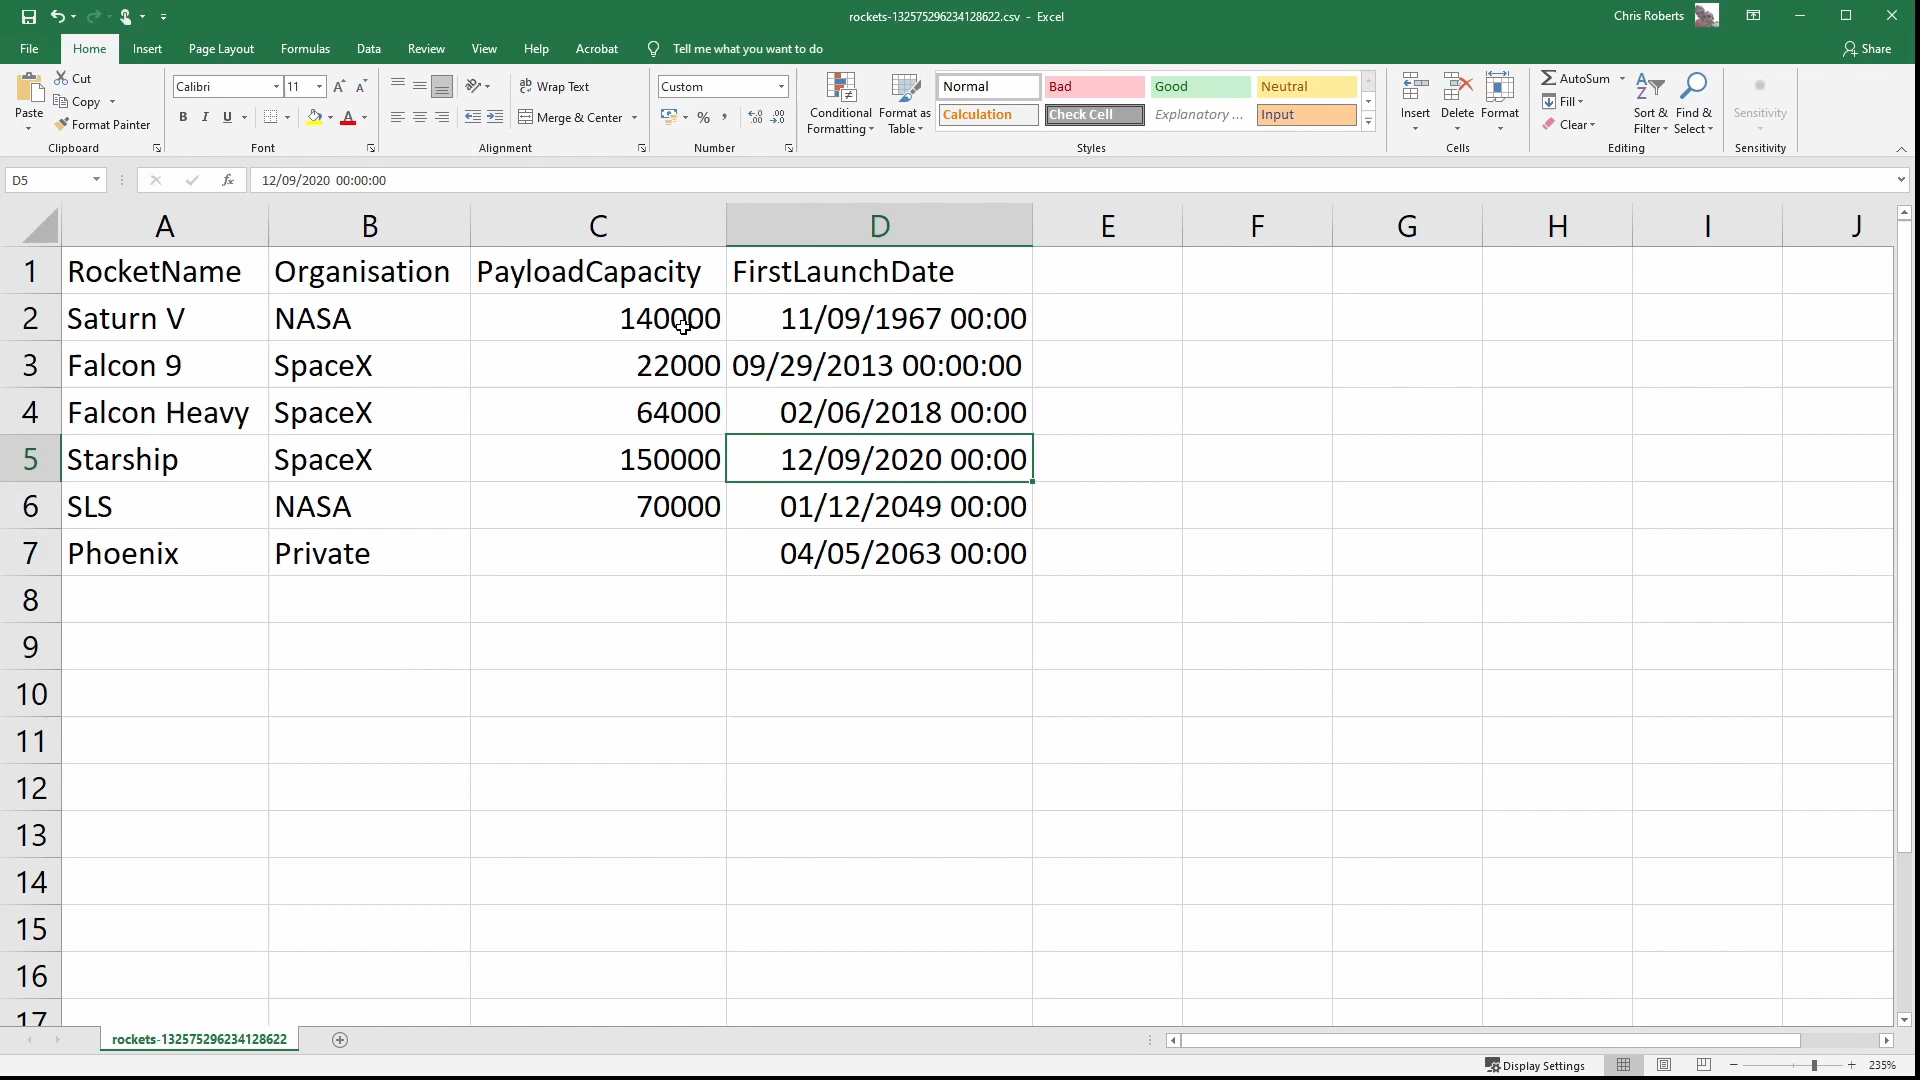 rockets-132575296234128622.csv - Excel
Chris Roberts
File Home Insert Page Layout Formulas Data Review View Help Acrobat Tell me what you want to do Share
Paste
Cut
Copy
Format Painter
Clipboard
Calibri 11
B I U
Font
Wrap Text
Merge & Center
Alignment
Custom
%
Number
Conditional Formatting
Format as Table
Normal Bad Good Neutral
Calculation Check Cell Explanatory ... Input
Styles
Insert Delete Format
Cells
AutoSum
Fill
Clear
Sort & Filter
Find & Select
Editing
Sensitivity
Sensitivity
D5 fx 12/09/2020 00:00:00
A B C D E F G H I J
1 RocketName Organisation PayloadCapacity FirstLaunchDate
2 Saturn V NASA 140000 11/09/1967 00:00
3 Falcon 9 SpaceX 22000 09/29/2013 00:00:00
4 Falcon Heavy SpaceX 64000 02/06/2018 00:00
5 Starship SpaceX 150000 12/09/2020 00:00
6 SLS NASA 70000 01/12/2049 00:00
7 Phoenix Private 04/05/2063 00:00
8
9
10
11
12
13
14
15
16
17
rockets-132575296234128622
Display Settings 235%